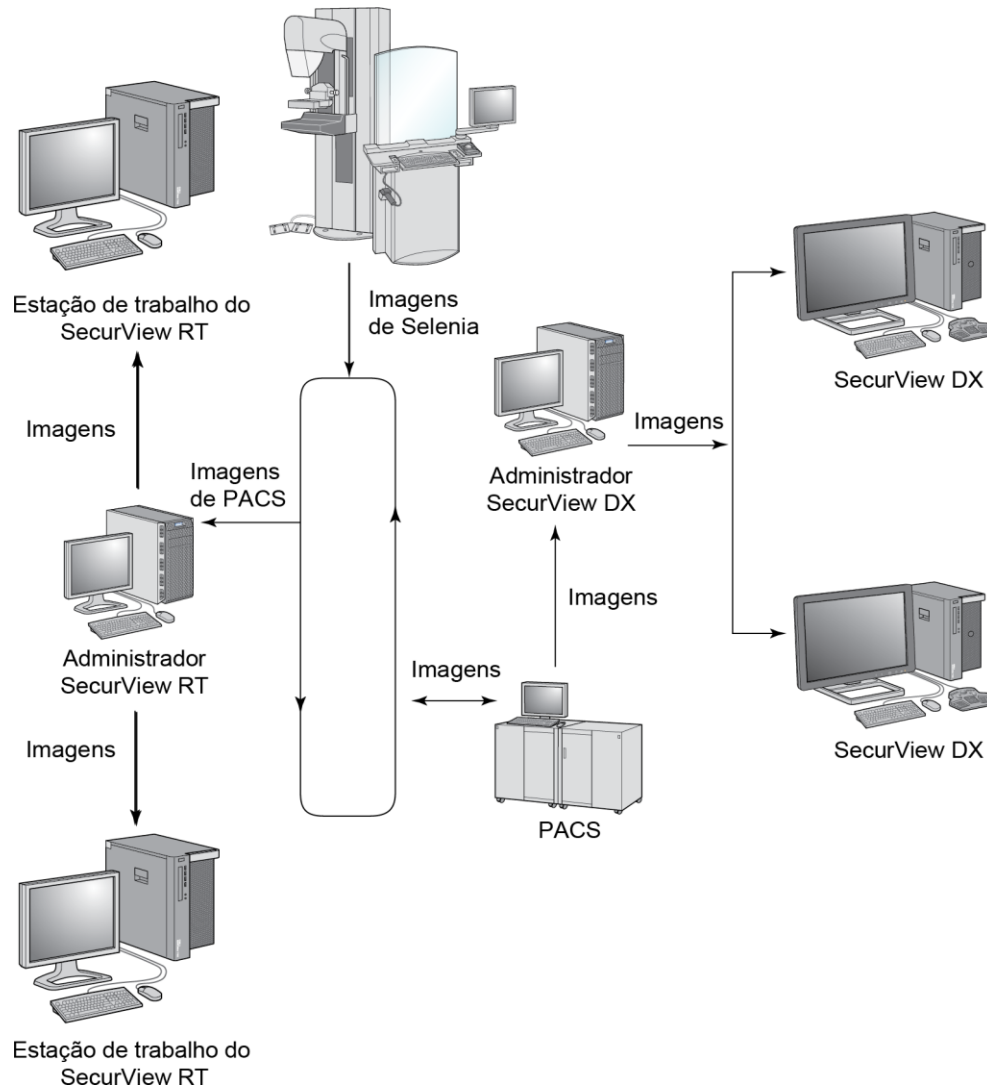 Estação de trabalho do
SecurView RT
Imagens
de Selenia
Imagens
Imagens
de PACS
Administrador
SecurView RT
Imagens
Estação de trabalho do
SecurView RT
Imagens
PACS
Imagens
Administrador
SecurView DX
Imagens
SecurView DX
SecurView DX